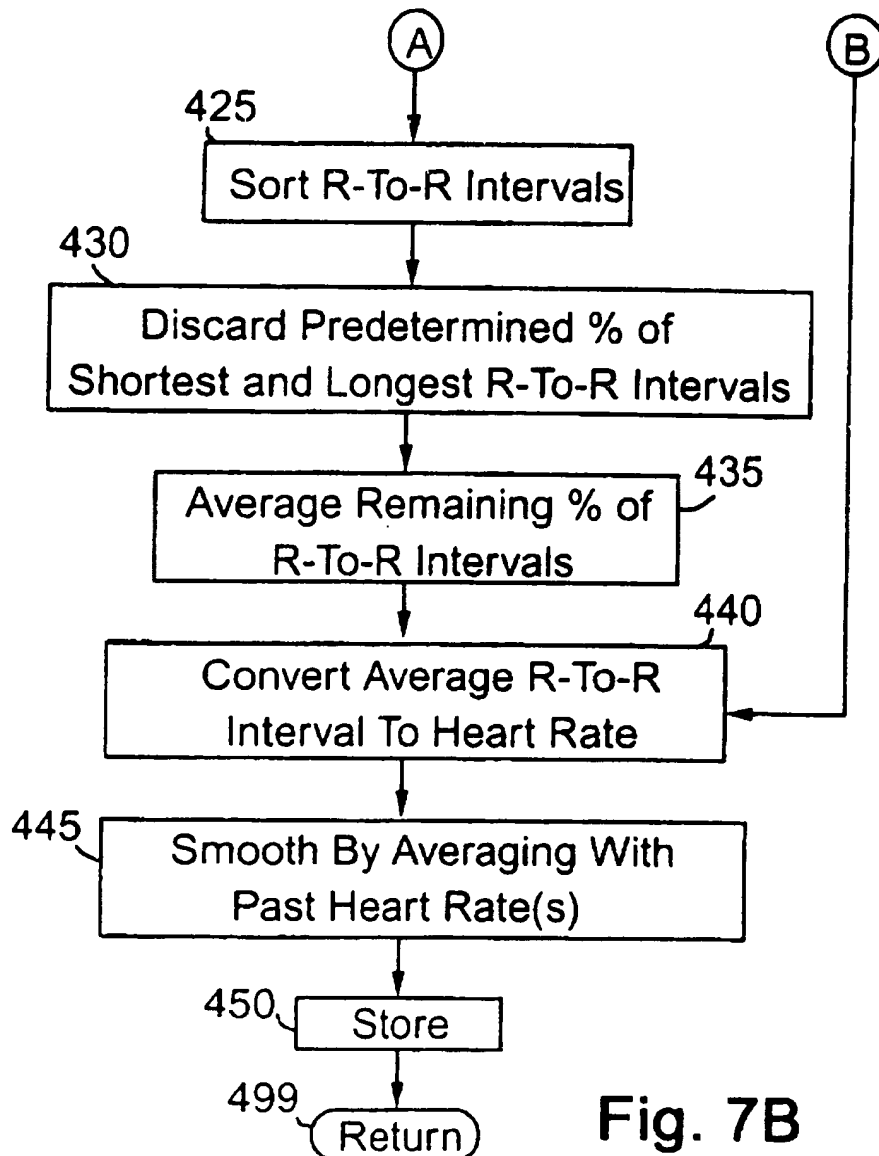 A
B
425
Sort R-To-R Intervals
430
Discard Predetermined % of
Shortest and Longest R-To-R Intervals
435
Average Remaining % of
R-To-R Intervals
440
Convert Average R-To-R
Interval To Heart Rate
445
Smooth By Averaging With
Past Heart Rate(s)
450
Store
499
Return
Fig. 7B